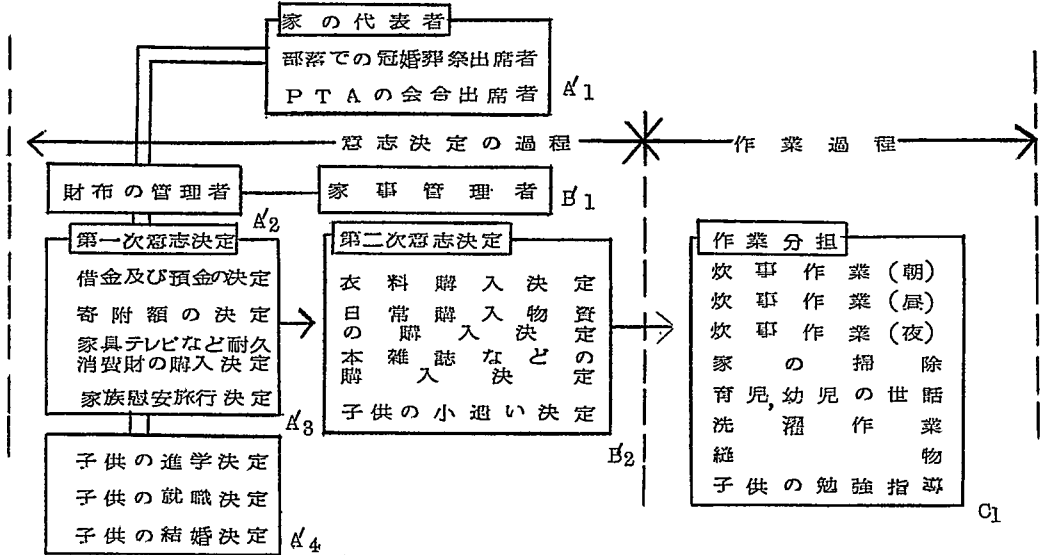 家の代表者
部落での冠婚葬祭出席者
PTAの会合出席者
A'1
意志決定の過程
作業過程
財布の管理者
A'2
家事管理者
B'1
第一次意志決定
借金及び預金の決定
寄附額の決定
家具テレビなど耐久
消費財の購入決定
家族慰安旅行決定
A'3
第二次意志決定
衣料購入決定
日常購入物資
の購入決定
本雑誌などの
購入決定
子供の小遣い決定
B'2
作業分担
炊事作業(朝)
炊事作業(昼)
炊事作業(夜)
家の掃除
育児,幼児の世話
洗濯作業
縫物
子供の勉強指導
C1
子供の進学決定
子供の就職決定
子供の結婚決定
A'4